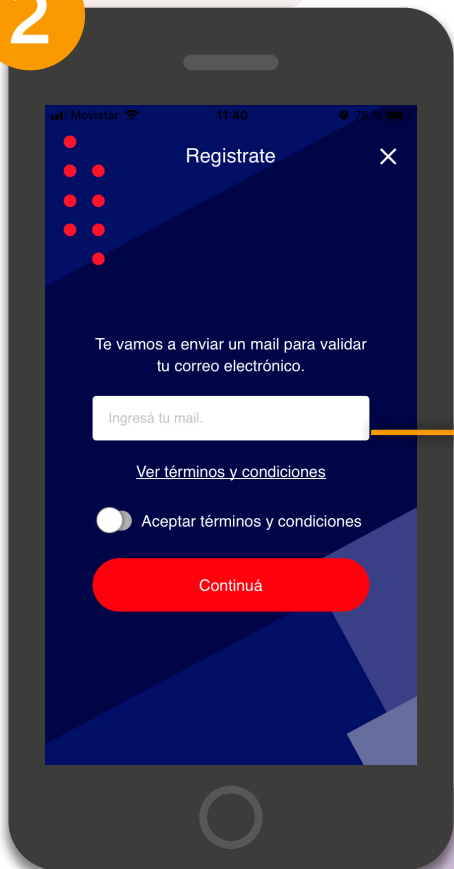 2
Movistar 11:40 76 %
Registrate
Te vamos a enviar un mail para validar
tu correo electrónico.
Ingresá tu mail.
Ver términos y condiciones
Aceptar términos y condiciones
Continuá